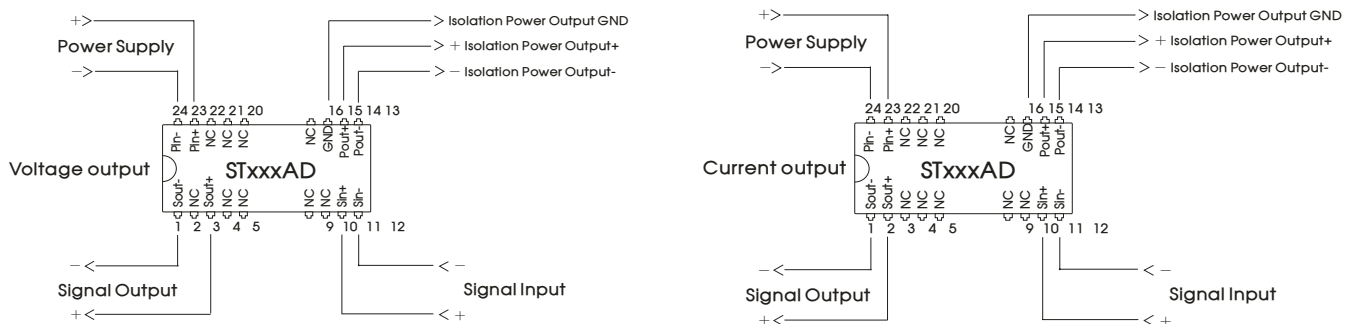 + > Isolation Power Output GND
Power Supply > + Isolation Power Output+
- > - Isolation Power Output-
24 23 22 21 20 16 15 14 13
Pin- Pin+ NC NC NC NC GND Pout+ Pout-
Voltage output STxxxAD
Sout- NC Sout+ NC NC NC NC Sin+ Sin-
1 2 3 4 5 9 10 11 12
- -
Signal Output Signal Input
+ +
+ > Isolation Power Output GND
Power Supply > + Isolation Power Output+
- > - Isolation Power Output-
24 23 22 21 20 16 15 14 13
Pin- Pin+ NC NC NC NC GND Pout+ Pout-
Current output STxxxAD
Sout- Sout+ NC NC NC NC NC Sin+ Sin-
1 2 3 4 5 9 10 11 12
- -
Signal Output Signal Input
+ +